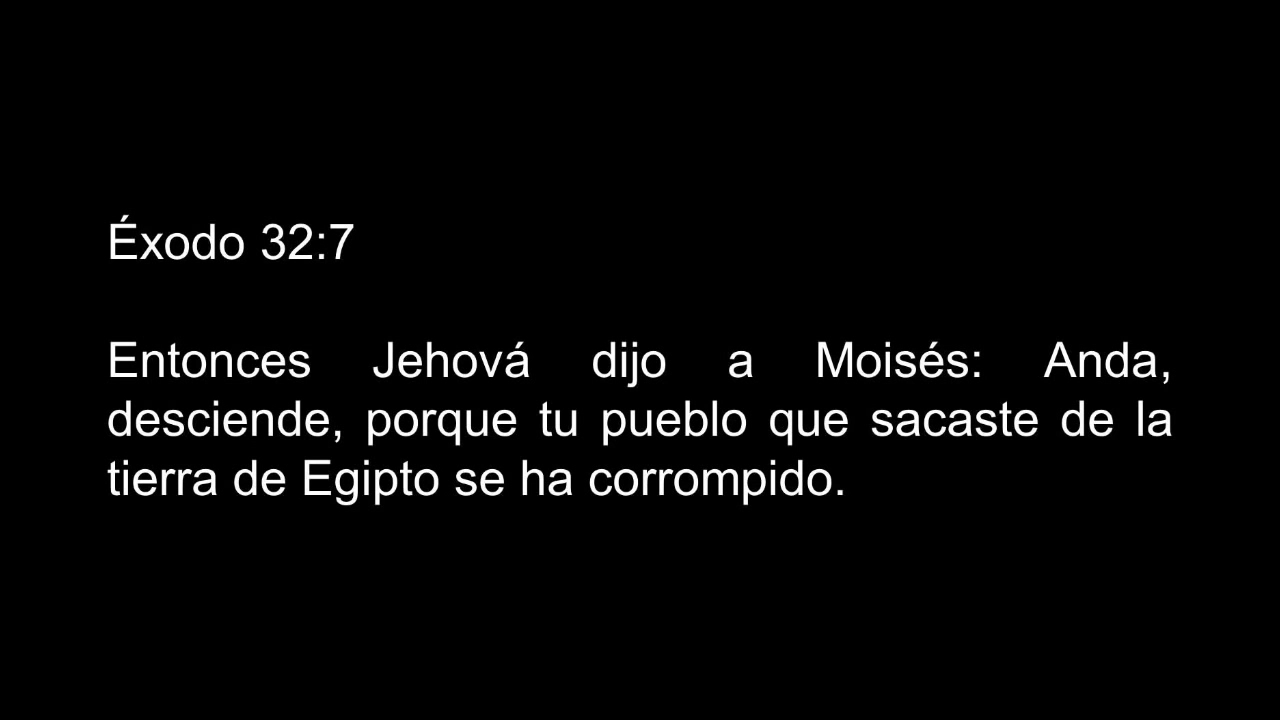 Éxodo 32:7
Entonces Jehová dijo a Moisés: Anda,
desciende, porque tu pueblo que sacaste de la
tierra de Egipto se ha corrompido.